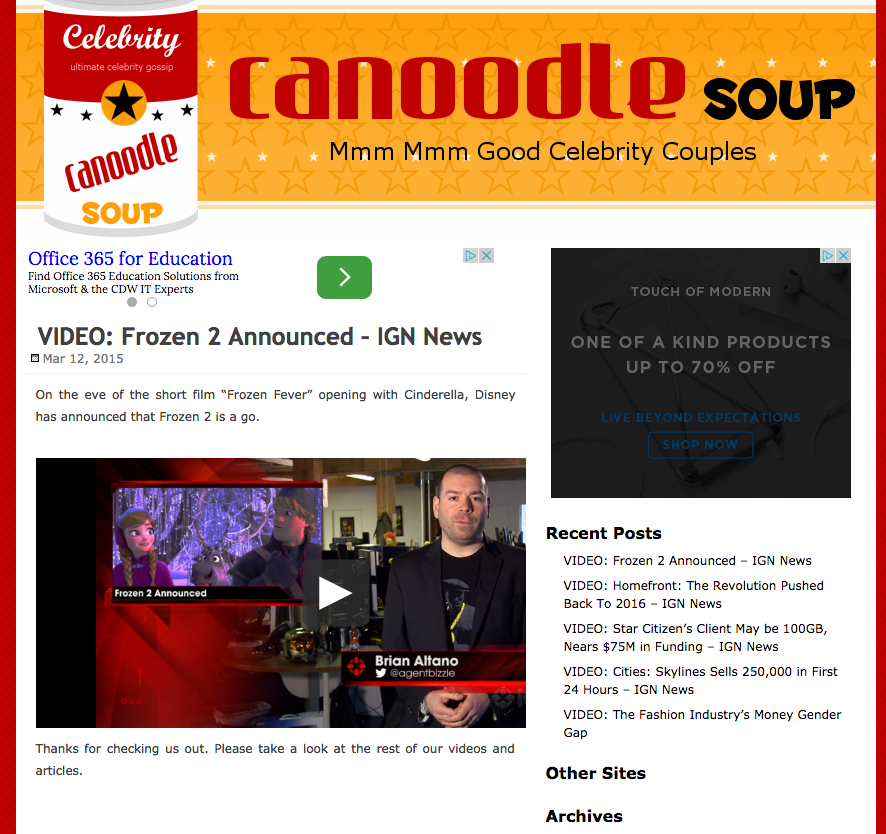 Celebrity
ultimate celebrity gossip
canoodle
SOUP
canoodle SOUP
Mmm Mmm Good Celebrity Couples
Office 365 for Education
Find Office 365 Education Solutions from
Microsoft & the CDW IT Experts
VIDEO: Frozen 2 Announced - IGN News
Mar 12, 2015
On the eve of the short film “Frozen Fever” opening with Cinderella, Disney
has announced that Frozen 2 is a go.
Frozen 2 Announced
Brian Altano
@agentbizzle
Thanks for checking us out. Please take a look at the rest of our videos and
articles.
TOUCH OF MODERN
ONE OF A KIND PRODUCTS
UP TO 70% OFF
LIVE BEYOND EXPECTATIONS
SHOP NOW
Recent Posts
VIDEO: Frozen 2 Announced – IGN News
VIDEO: Homefront: The Revolution Pushed
Back To 2016 – IGN News
VIDEO: Star Citizen’s Client May be 100GB,
Nears $75M in Funding – IGN News
VIDEO: Cities: Skylines Sells 250,000 in First
24 Hours – IGN News
VIDEO: The Fashion Industry’s Money Gender
Gap
Other Sites
Archives